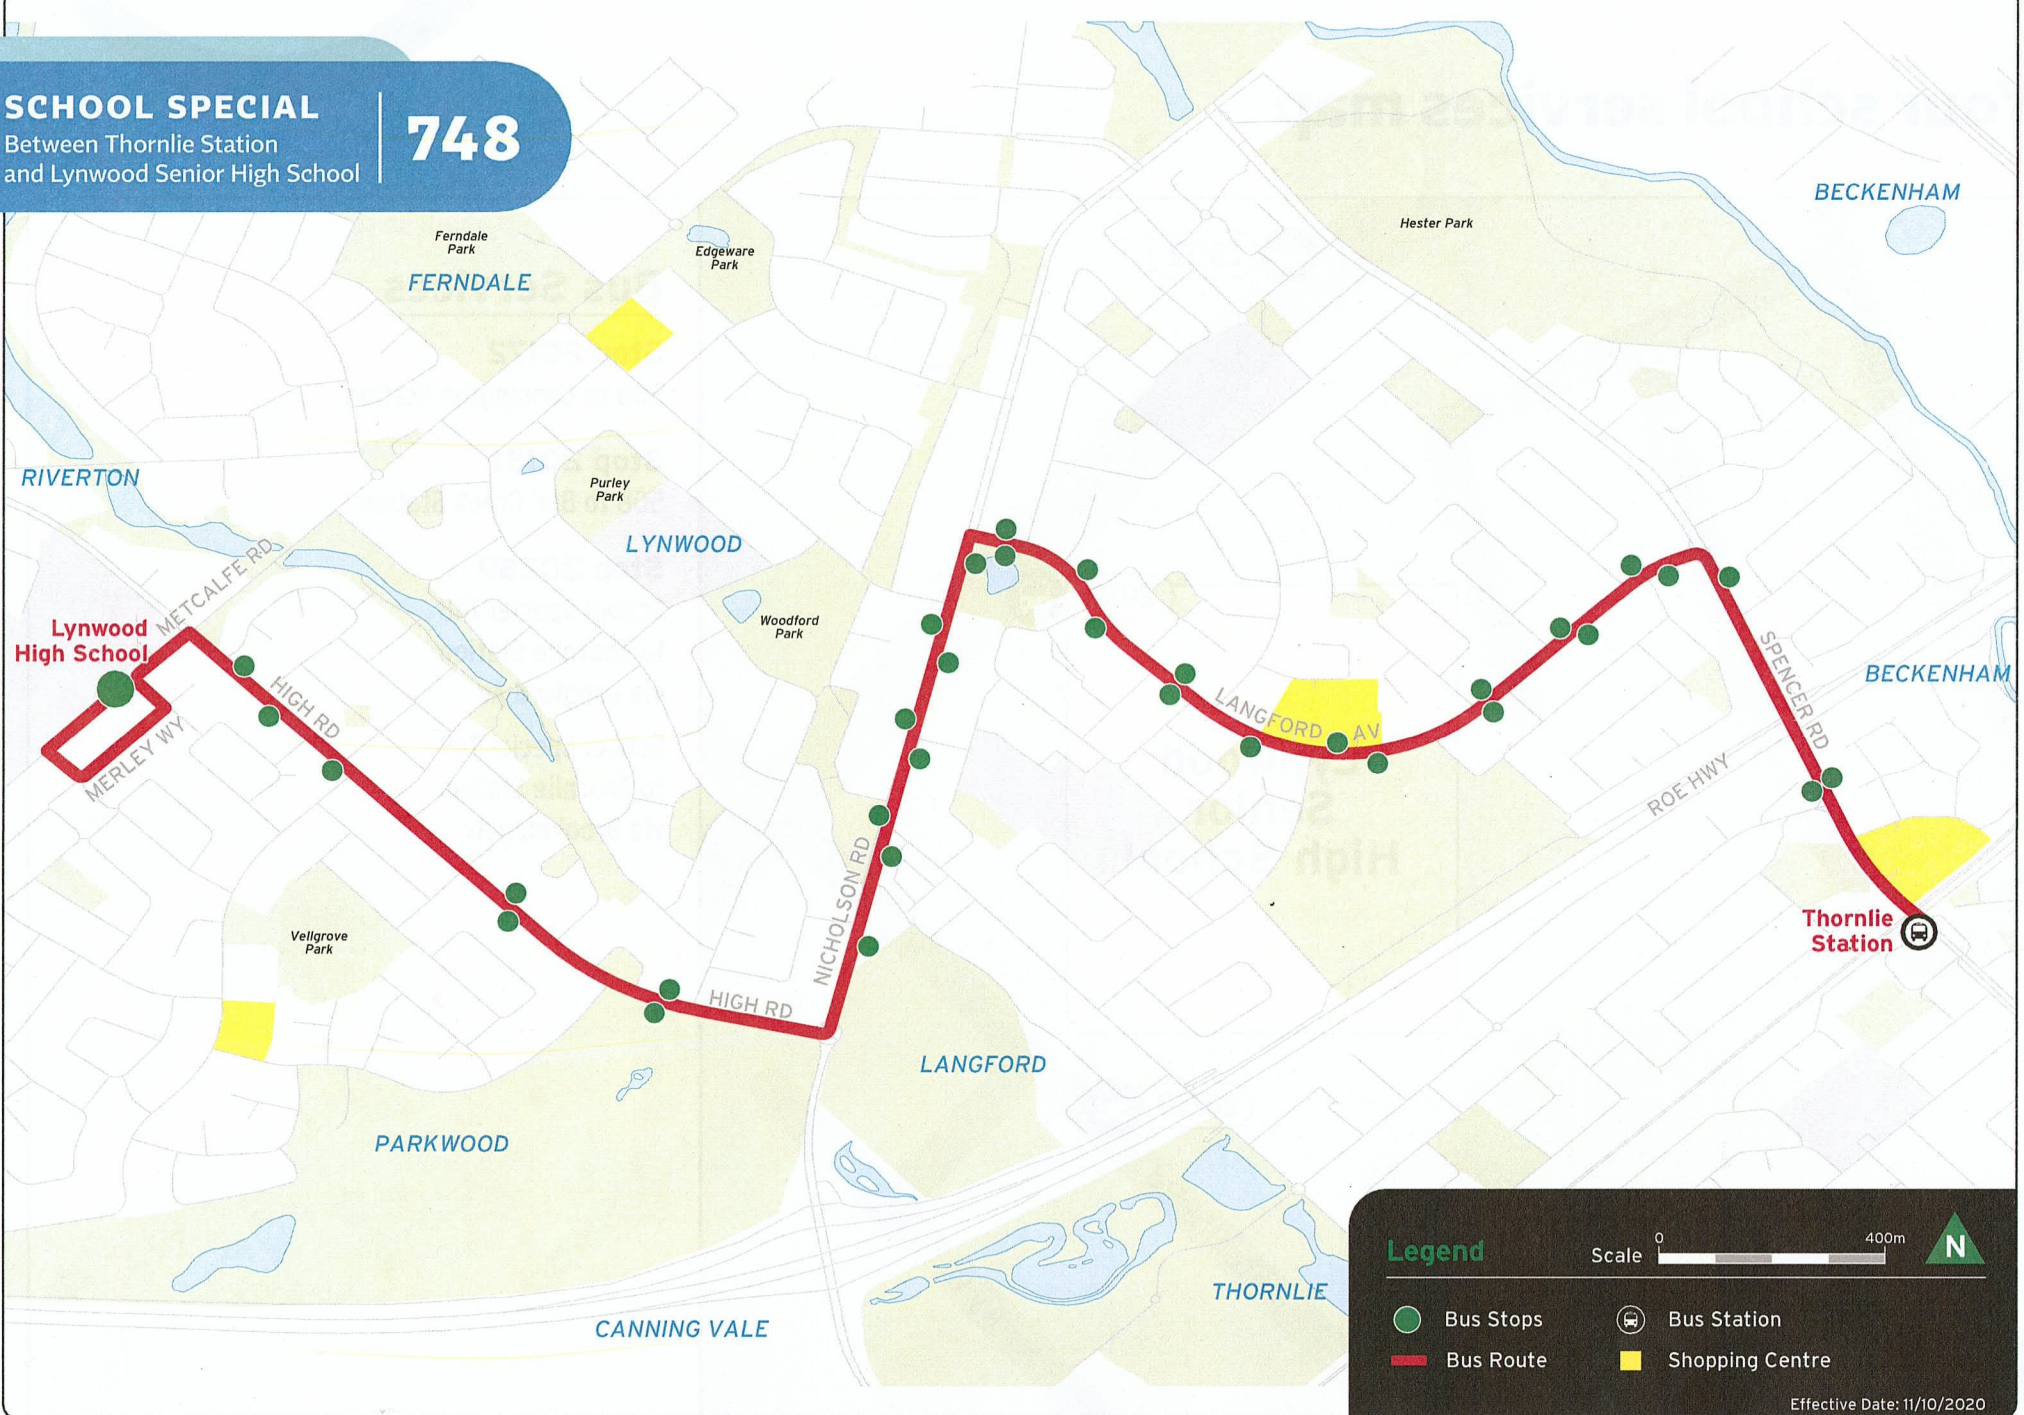 SCHOOL SPECIAL
Between Thornlie Station
and Lynwood Senior High School
748
BECKENHAM
Hester Park
Ferndale
Park
Edgeware
Park
FERNDALE
RIVERTON
Purley
Park
LYNWOOD
METCALFE RD
Woodford
Park
Lynwood
High School
HIGH RD
MERLEY WY
LANGFORD AV
SPENCER RD
BECKENHAM
ROE HWY
NICHOLSON RD
Thornlie
Station
Vellgrove
Park
HIGH RD
LANGFORD
PARKWOOD
THORNLIE
CANNING VALE
Legend
Scale
0
400m
N
Bus Stops
Bus Station
Bus Route
Shopping Centre
Effective Date: 11/10/2020